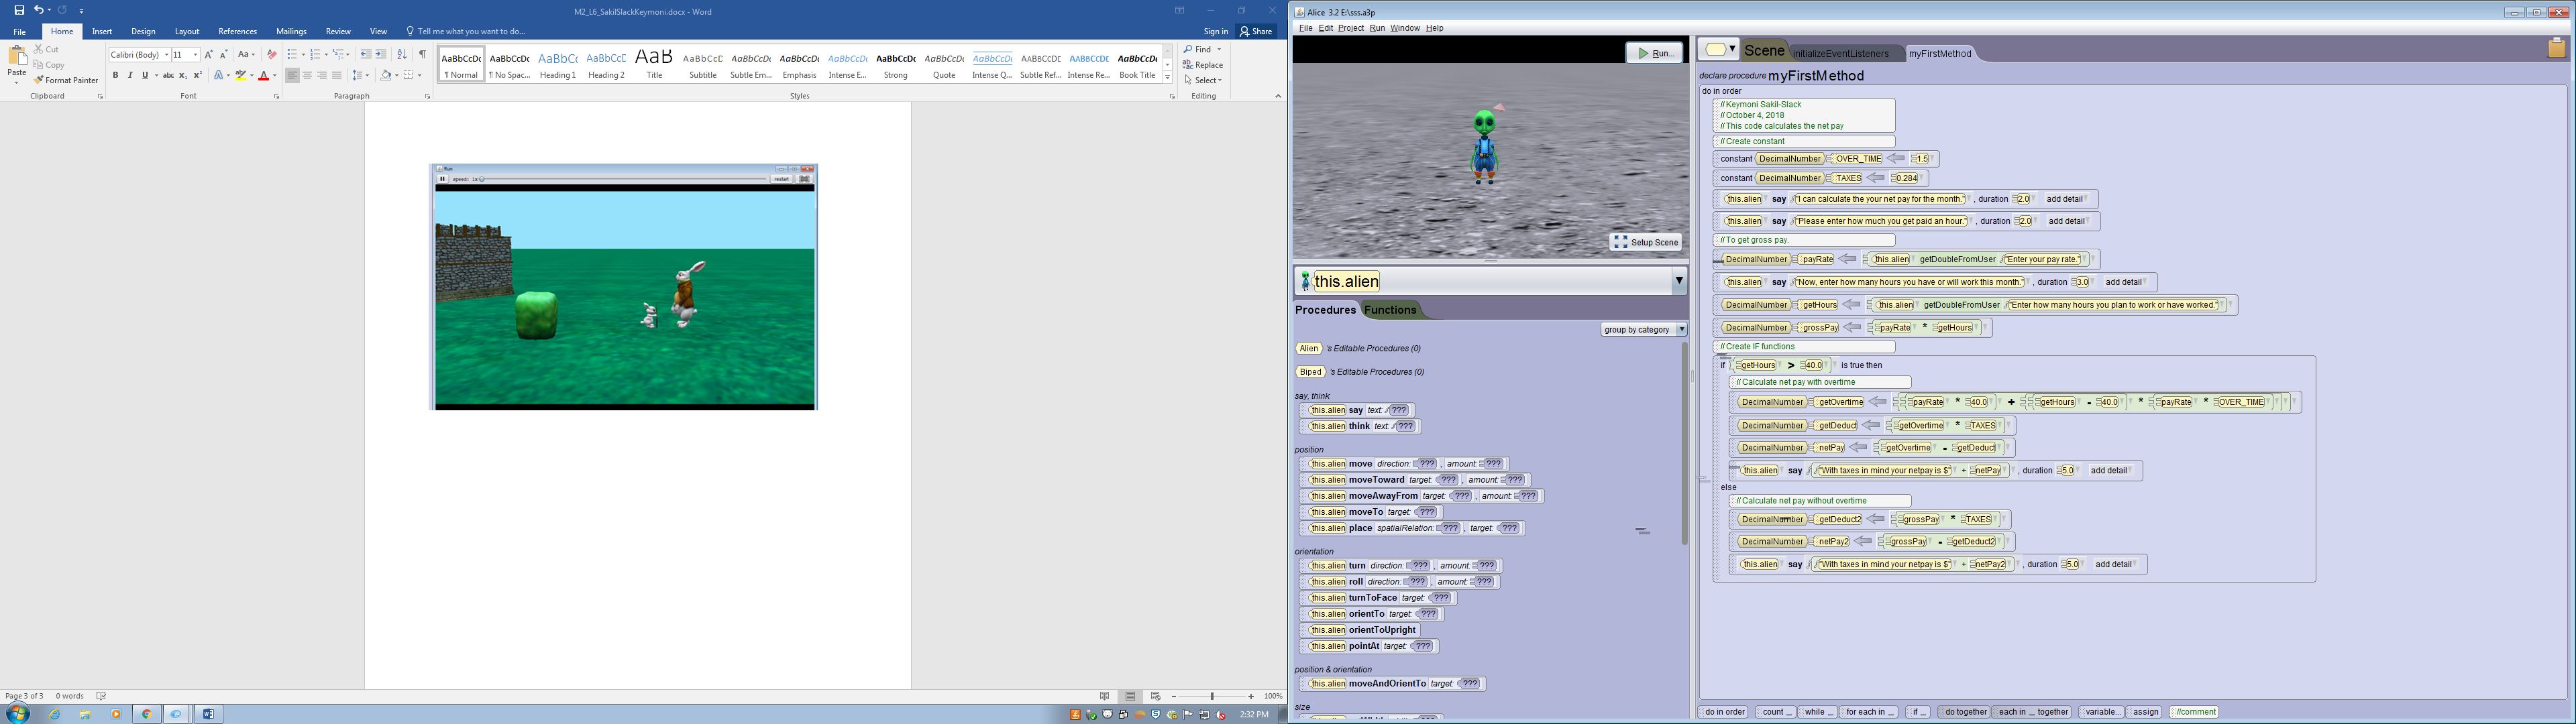 M2_L6_SakilSlackKeymoni.docx - Word
File Home Insert Design Layout References Mailings Review View Tell me what you want to do... Sign in Share
Paste Cut Copy Format Painter
Calibri (Body) 11
¶ Normal ¶ No Spac... Heading 1 Heading 2 Title Subtitle Subtle Em... Emphasis Intense E... Strong Quote Intense Q... Subtle Ref... Intense Re... Book Title
Find Replace Select
Clipboard Font Paragraph Styles Editing
Run
speed: 1x restart
Page 3 of 3 0 words 100%
2:32 PM
Alice 3.2 E:\sss.a3p
File Edit Project Run Window Help
Run...
Setup Scene
this.alien
Procedures Functions
group by category
Alien 's Editable Procedures (0)
Biped 's Editable Procedures (0)
say, think
this.alien say text: ???
this.alien think text: ???
position
this.alien move direction: ??? , amount: ???
this.alien moveToward target: ??? , amount: ???
this.alien moveAwayFrom target: ??? , amount: ???
this.alien moveTo target: ???
this.alien place spatialRelation: ??? , target: ???
orientation
this.alien turn direction: ??? , amount: ???
this.alien roll direction: ??? , amount: ???
this.alien turnToFace target: ???
this.alien orientTo target: ???
this.alien orientToUpright
this.alien pointAt target: ???
position & orientation
this.alien moveAndOrientTo target: ???
size
Scene initializeEventListeners myFirstMethod
declare procedure myFirstMethod
do in order
//Keymoni Sakil-Slack
//October 4, 2018
//This code calculates the net pay
//Create constant
constant DecimalNumber OVER_TIME 1.5
constant DecimalNumber TAXES 0.284
this.alien say "I can calculate the your net pay for the month." , duration 2.0 add detail
this.alien say "Please enter how much you get paid an hour." , duration 2.0 add detail
//To get gross pay.
DecimalNumber payRate this.alien getDoubleFromUser "Enter your pay rate."
this.alien say "Now, enter how many hours you have or will work this month." , duration 3.0 add detail
DecimalNumber getHours this.alien getDoubleFromUser "Enter how many hours you plan to work or have worked."
DecimalNumber grossPay payRate * getHours
//Create IF functions
if getHours > 40.0 is true then
//Calculate net pay with overtime
DecimalNumber getOvertime payRate * 40.0 + getHours - 40.0 * payRate * OVER_TIME
DecimalNumber getDeduct getOvertime * TAXES
DecimalNumber netPay getOvertime - getDeduct
this.alien say "With taxes in mind your netpay is $" + netPay , duration 5.0 add detail
else
//Calculate net pay without overtime
DecimalNumber getDeduct2 grossPay * TAXES
DecimalNumber netPay2 grossPay - getDeduct2
this.alien say "With taxes in mind your netpay is $" + netPay2 , duration 5.0 add detail
do in order count _ while _ for each in _ if _ do together each in _ together variable... assign //comment